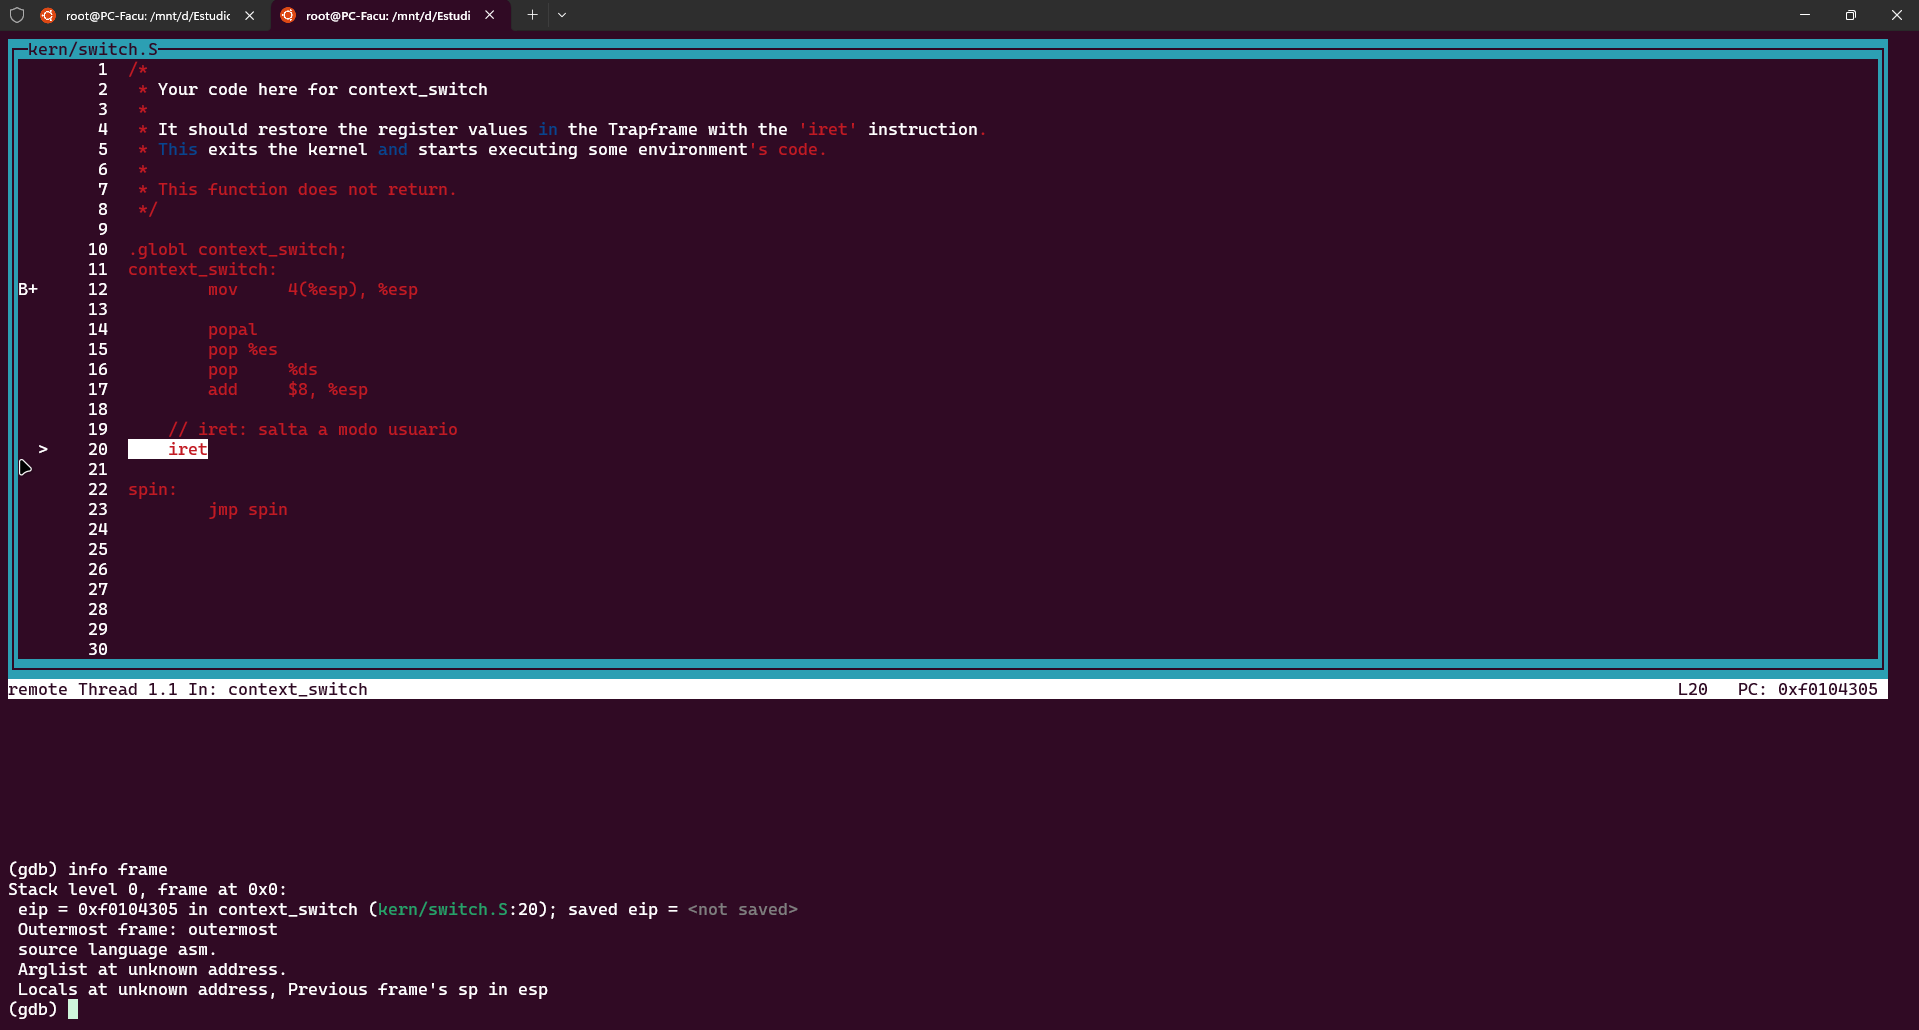 root@PC-Facu: /mnt/d/Estudic
root@PC-Facu: /mnt/d/Estudi
kern/switch.S
1 /*
2 * Your code here for context_switch
3 *
4 * It should restore the register values in the Trapframe with the 'iret' instruction.
5 * This exits the kernel and starts executing some environment's code.
6 *
7 * This function does not return.
8 */
9
10 .globl context_switch;
11 context_switch:
B+ 12 mov 4(%esp), %esp
13
14 popal
15 pop %es
16 pop %ds
17 add $8, %esp
18
19 // iret: salta a modo usuario
> 20 iret
21
22 spin:
23 jmp spin
24
25
26
27
28
29
30
remote Thread 1.1 In: context_switch L20 PC: 0xf0104305
(gdb) info frame
Stack level 0, frame at 0x0:
eip = 0xf0104305 in context_switch (kern/switch.S:20); saved eip = <not saved>
Outermost frame: outermost
source language asm.
Arglist at unknown address.
Locals at unknown address, Previous frame's sp in esp
(gdb)